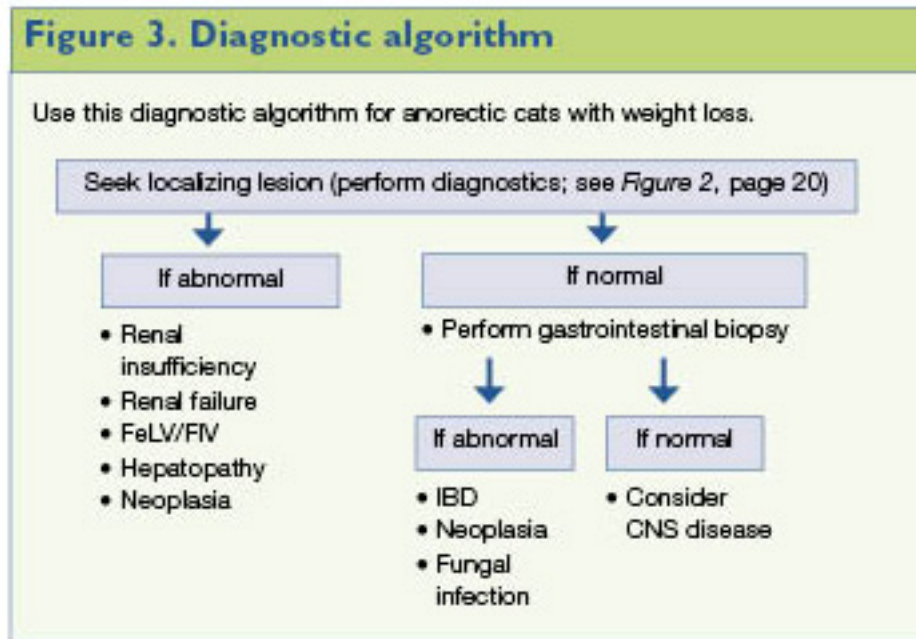 Figure 3. Diagnostic algorithm
Use this diagnostic algorithm for anorectic cats with weight loss.
Seek localizing lesion (perform diagnostics; see Figure 2, page 20)
If abnormal
• Renal
insufficiency
• Renal failure
• FeLV/FIV
• Hepatopathy
• Neoplasia
If normal
• Perform gastrointestinal biopsy
If abnormal
• IBD
• Neoplasia
• Fungal
infection
If normal
• Consider
CNS disease